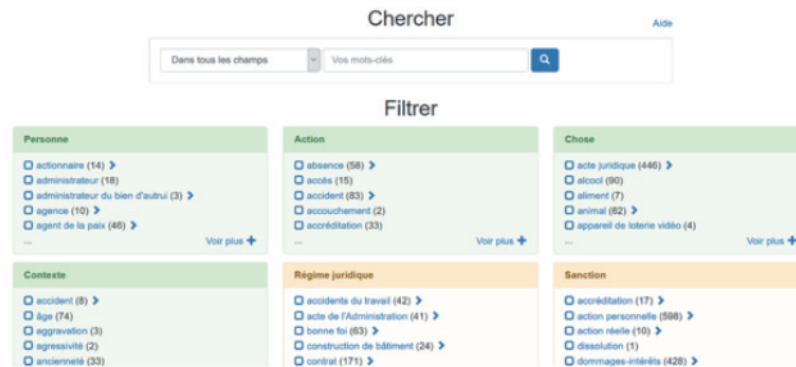 Chercher
Aide
Dans tous les champs
Vos mots-clés
Filtrer
Personne
actionnaire (14)
administrateur (18)
administrateur du bien d'autrui (3)
agence (10)
agent de la paix (46)
...
Voir plus
Action
absence (58)
accès (15)
accident (83)
accouchement (2)
accréditation (33)
...
Voir plus
Chose
acte juridique (446)
alcool (90)
aliment (7)
animal (62)
appareil de loterie vidéo (4)
...
Voir plus
Contexte
accident (8)
âge (74)
aggravation (3)
agressivité (2)
ancienneté (33)
Régime juridique
accidents du travail (42)
acte de l'Administration (41)
bonne foi (63)
construction de bâtiment (24)
contrat (171)
Sanction
accréditation (17)
action personnelle (598)
action réelle (10)
dissolution (1)
dommages-intérêts (428)